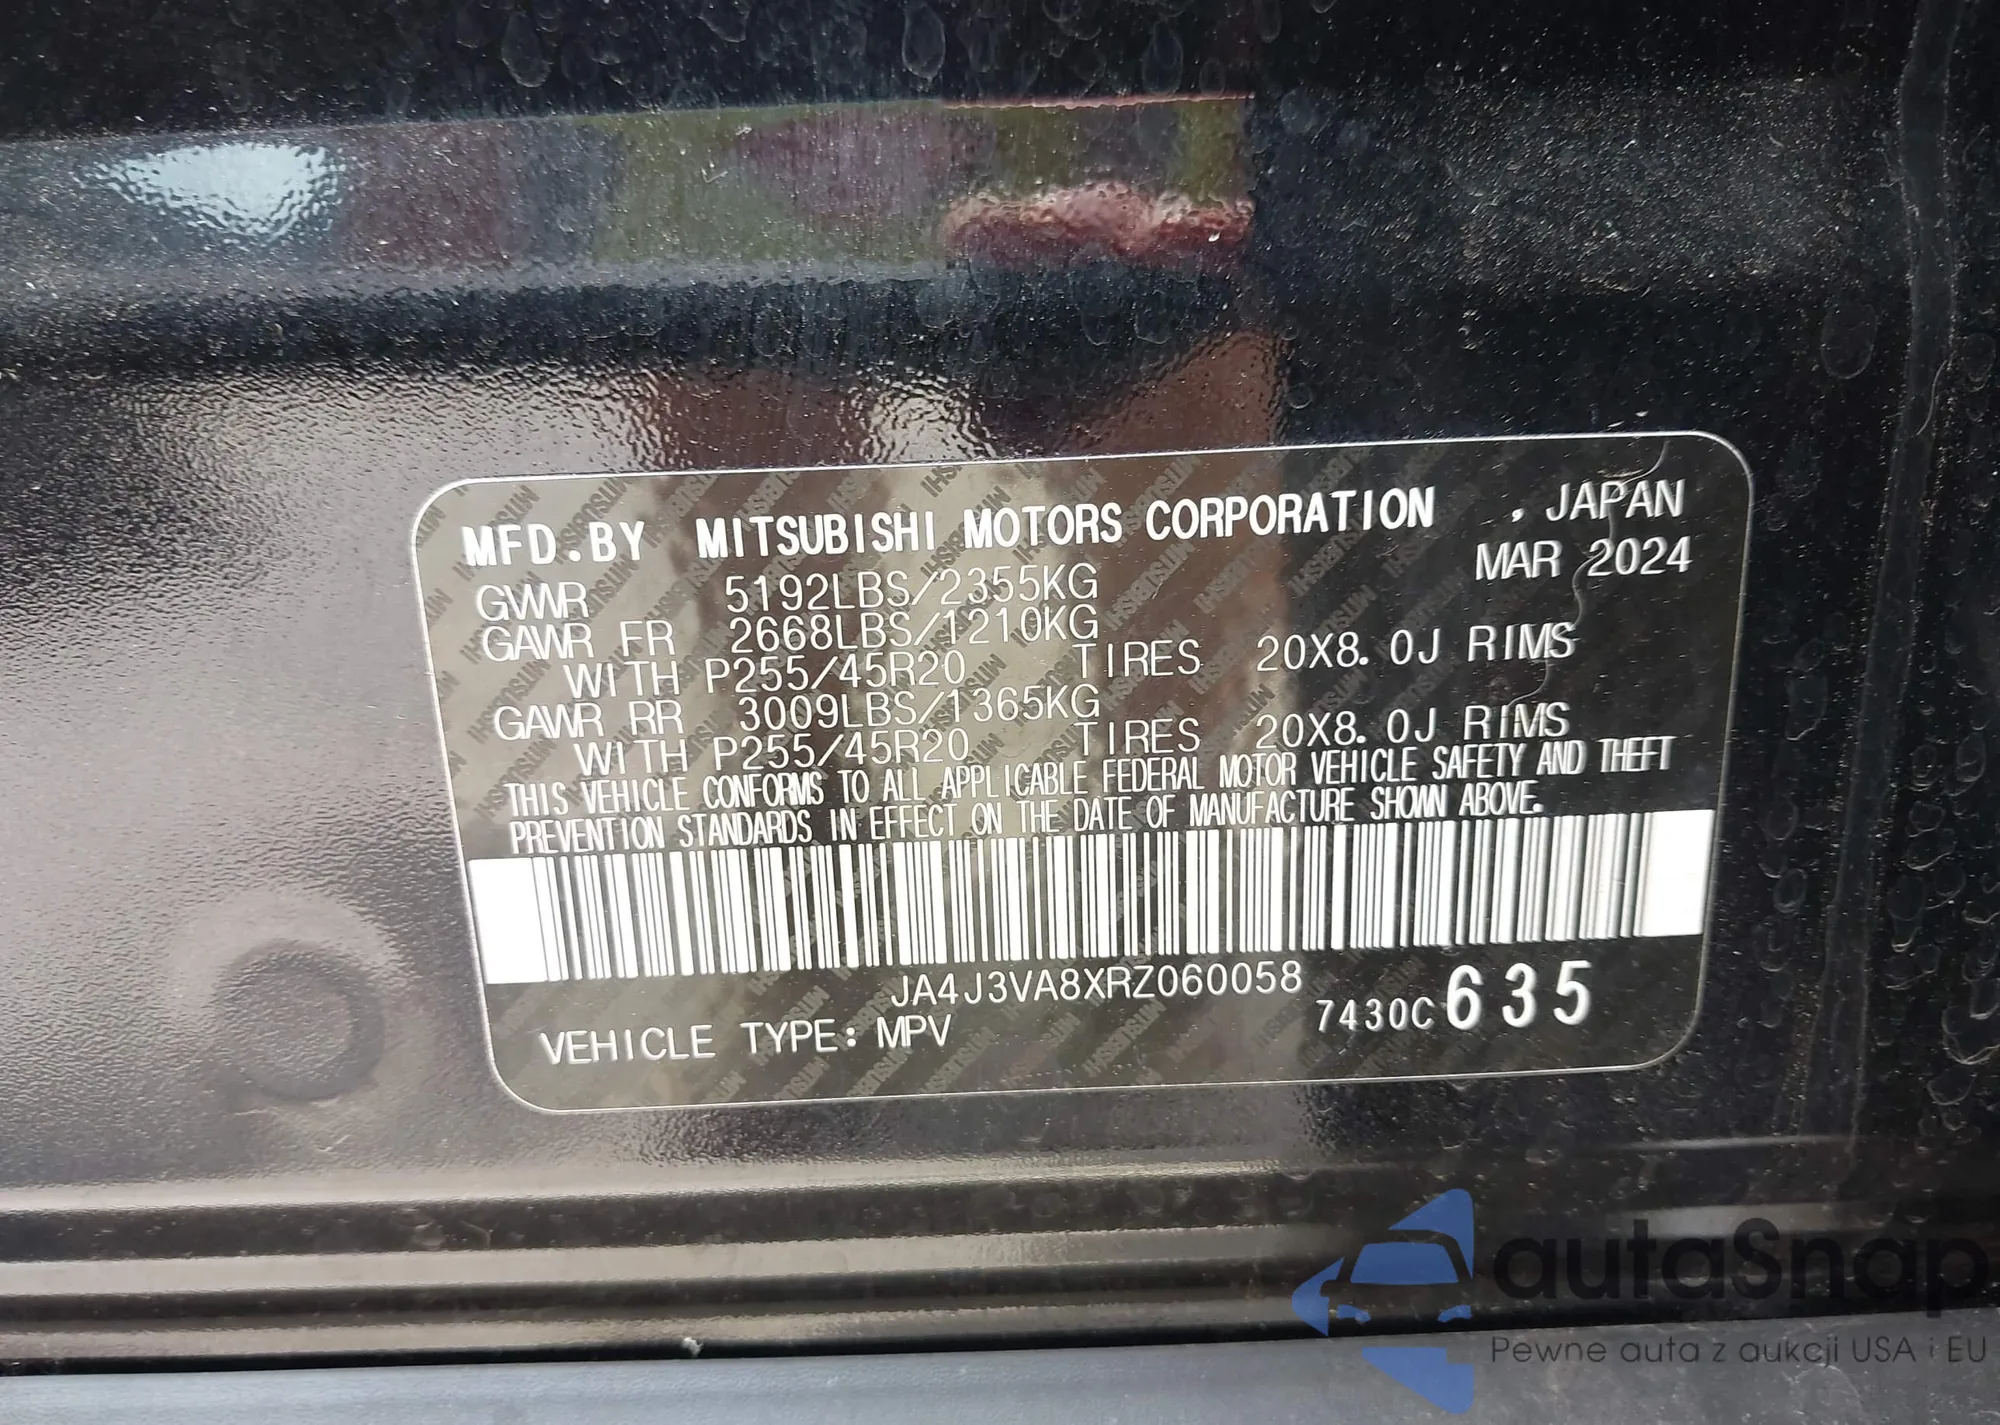 MFD.BY MITSUBISHI MOTORS CORPORATION , JAPAN
MAR 2024
GVWR 5192LBS/2355KG
GAWR FR 2668LBS/1210KG
WITH P255/45R20 TIRES 20X8.0J RIMS
GAWR RR 3009LBS/1365KG
WITH P255/45R20 TIRES 20X8.0J RIMS
THIS VEHICLE CONFORMS TO ALL APPLICABLE FEDERAL MOTOR VEHICLE SAFETY AND THEFT
PREVENTION STANDARDS IN EFFECT ON THE DATE OF MANUFACTURE SHOWN ABOVE.
JA4J3VA8XRZ060058
7430C635
VEHICLE TYPE: MPV
autaSnap
Pewne auta z aukcji USA i EU